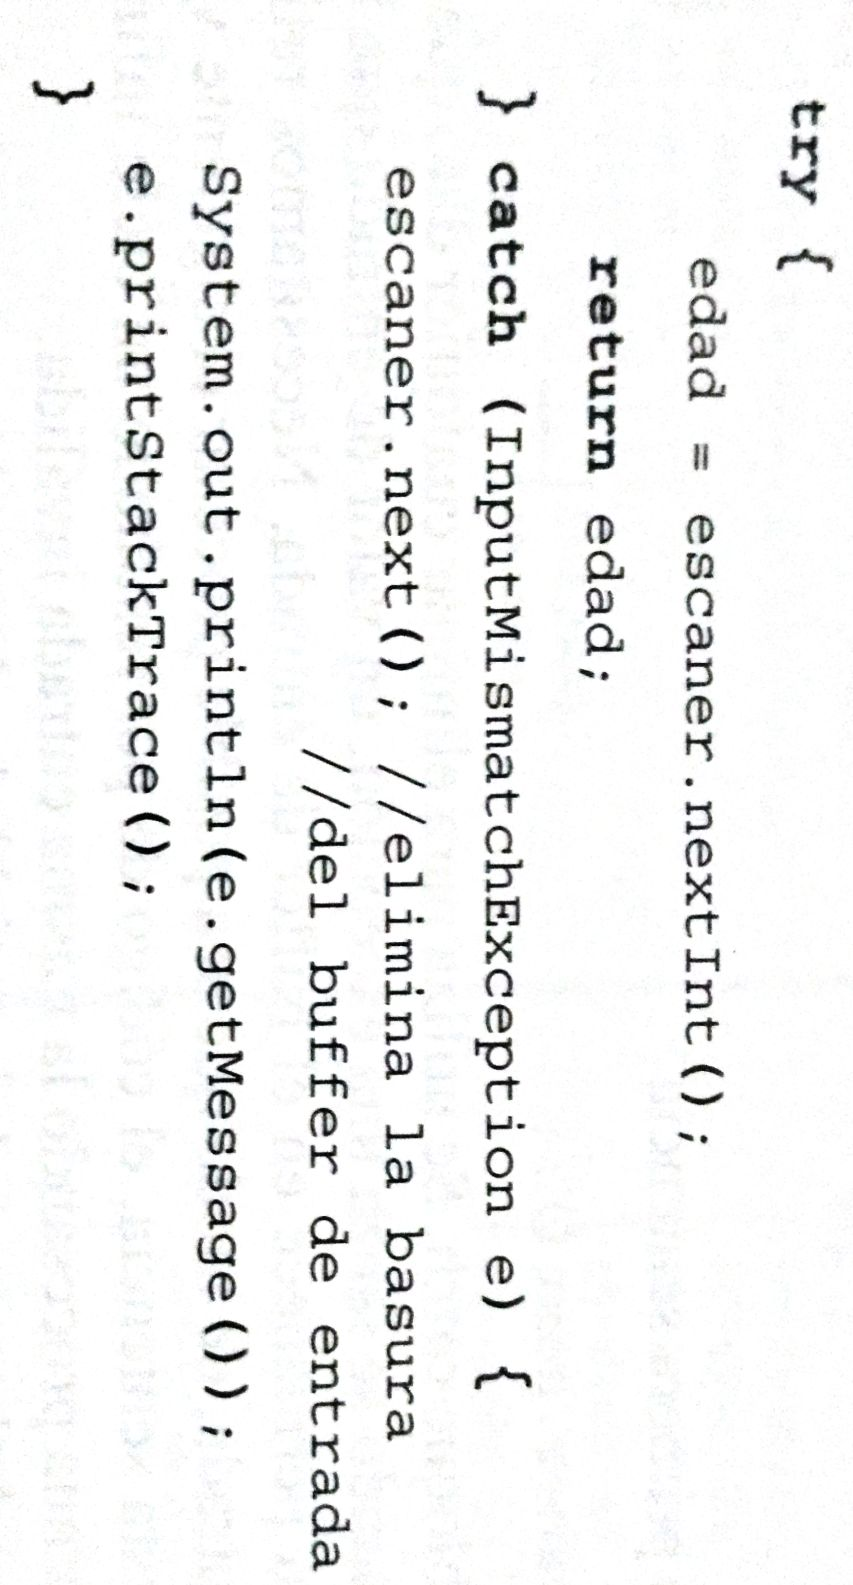 try {
edad = escaner.nextInt();
return edad;
} catch (InputMismatchException e) {
escaner.next(); //elimina la basura
//del buffer de entrada
System.out.println(e.getMessage());
e.printStackTrace();
}